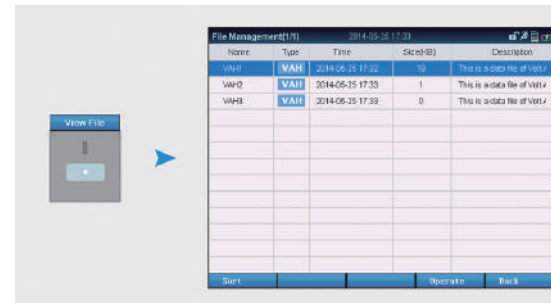 View File
File Management(1/1) 2014-05-25 17:33
Name Type Time Size(KB) Description
VAH1 VAH 2014-05-25 17:32 19 This is a data file of Volt/
VAH2 VAH 2014-05-25 17:33 1 This is a data file of Volt/
VAH3 VAH 2014-05-25 17:33 0 This is a data file of Volt/
Sort Operate Back